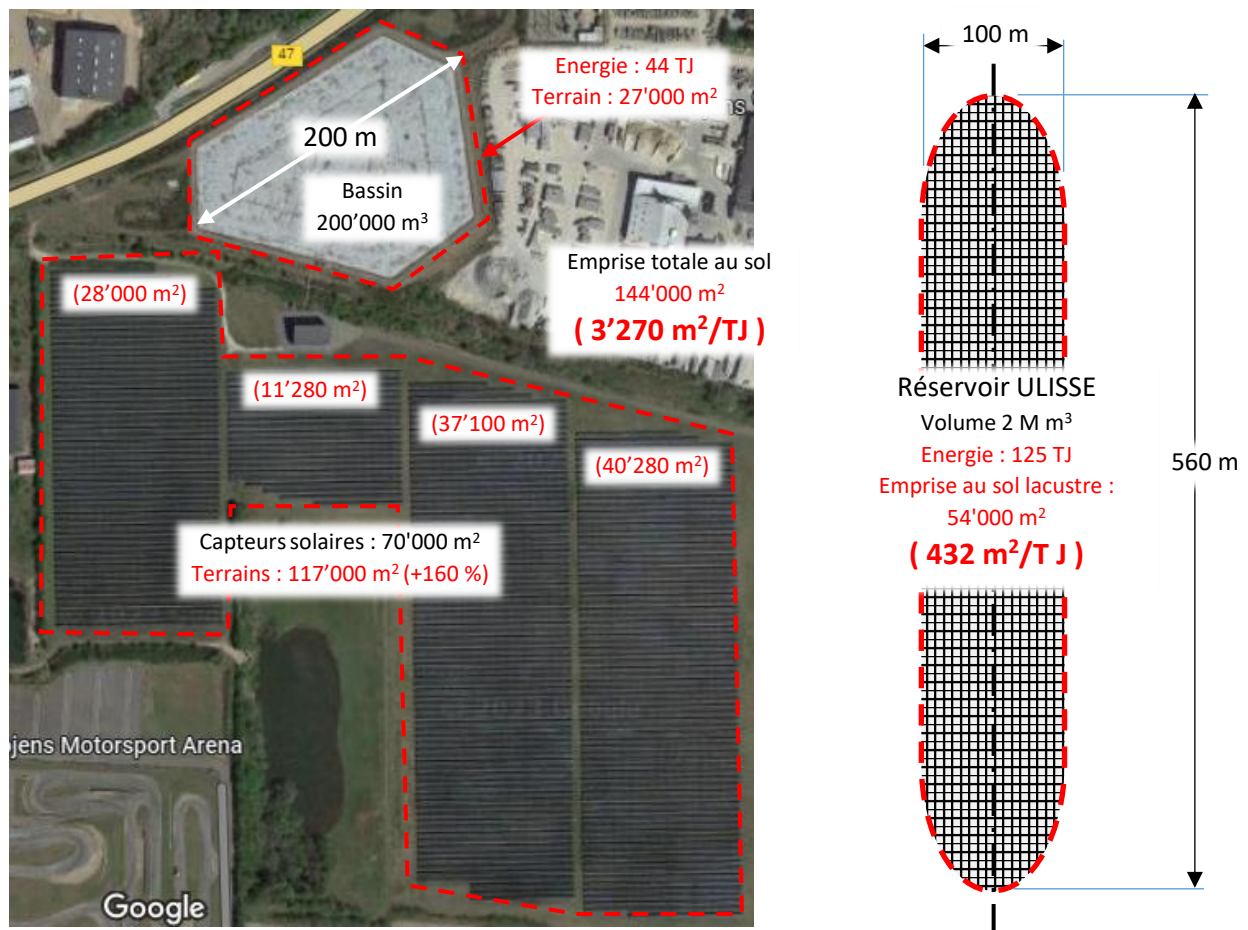 47
Energie : 44 TJ
Terrain : 27'000 m²
200 m
Bassin
200’000 m³
Emprise totale au sol
144'000 m²
( 3’270 m²/TJ )
(28’000 m²)
(11’280 m²)
(37’100 m²)
(40’280 m²)
Capteurs solaires : 70'000 m²
Terrains : 117'000 m² (+160 %)
ojens Motorsport Arena
Google
100 m
Réservoir ULISSE
Volume 2 M m³
Energie : 125 TJ
Emprise au sol lacustre :
54'000 m²
( 432 m²/T J )
560 m